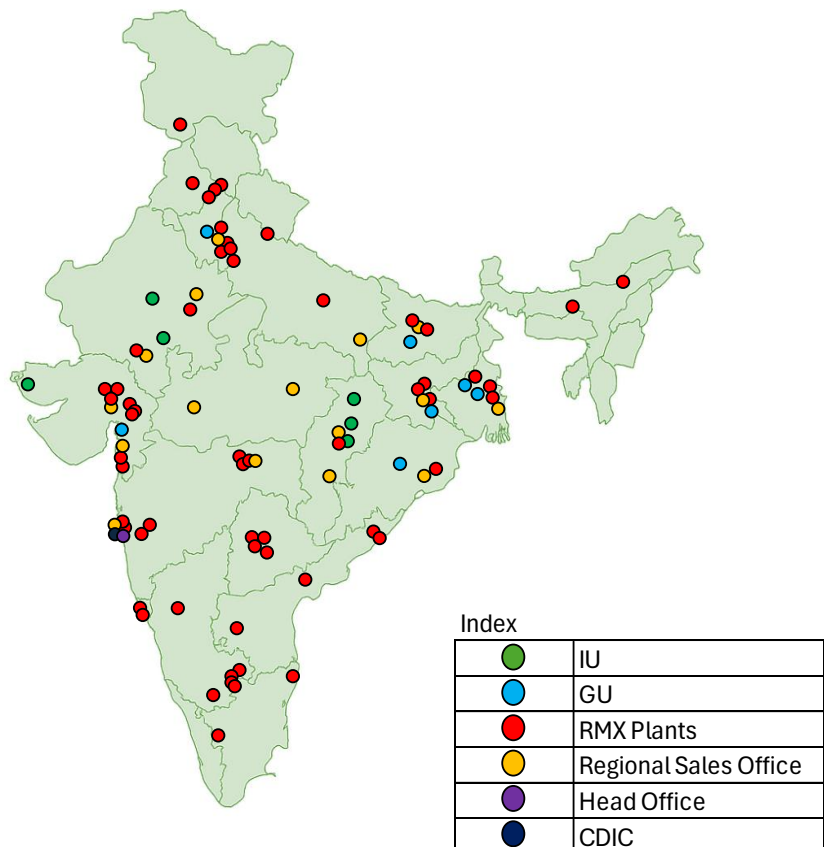 Index
IU
GU
RMX Plants
Regional Sales Office
Head Office
CDIC